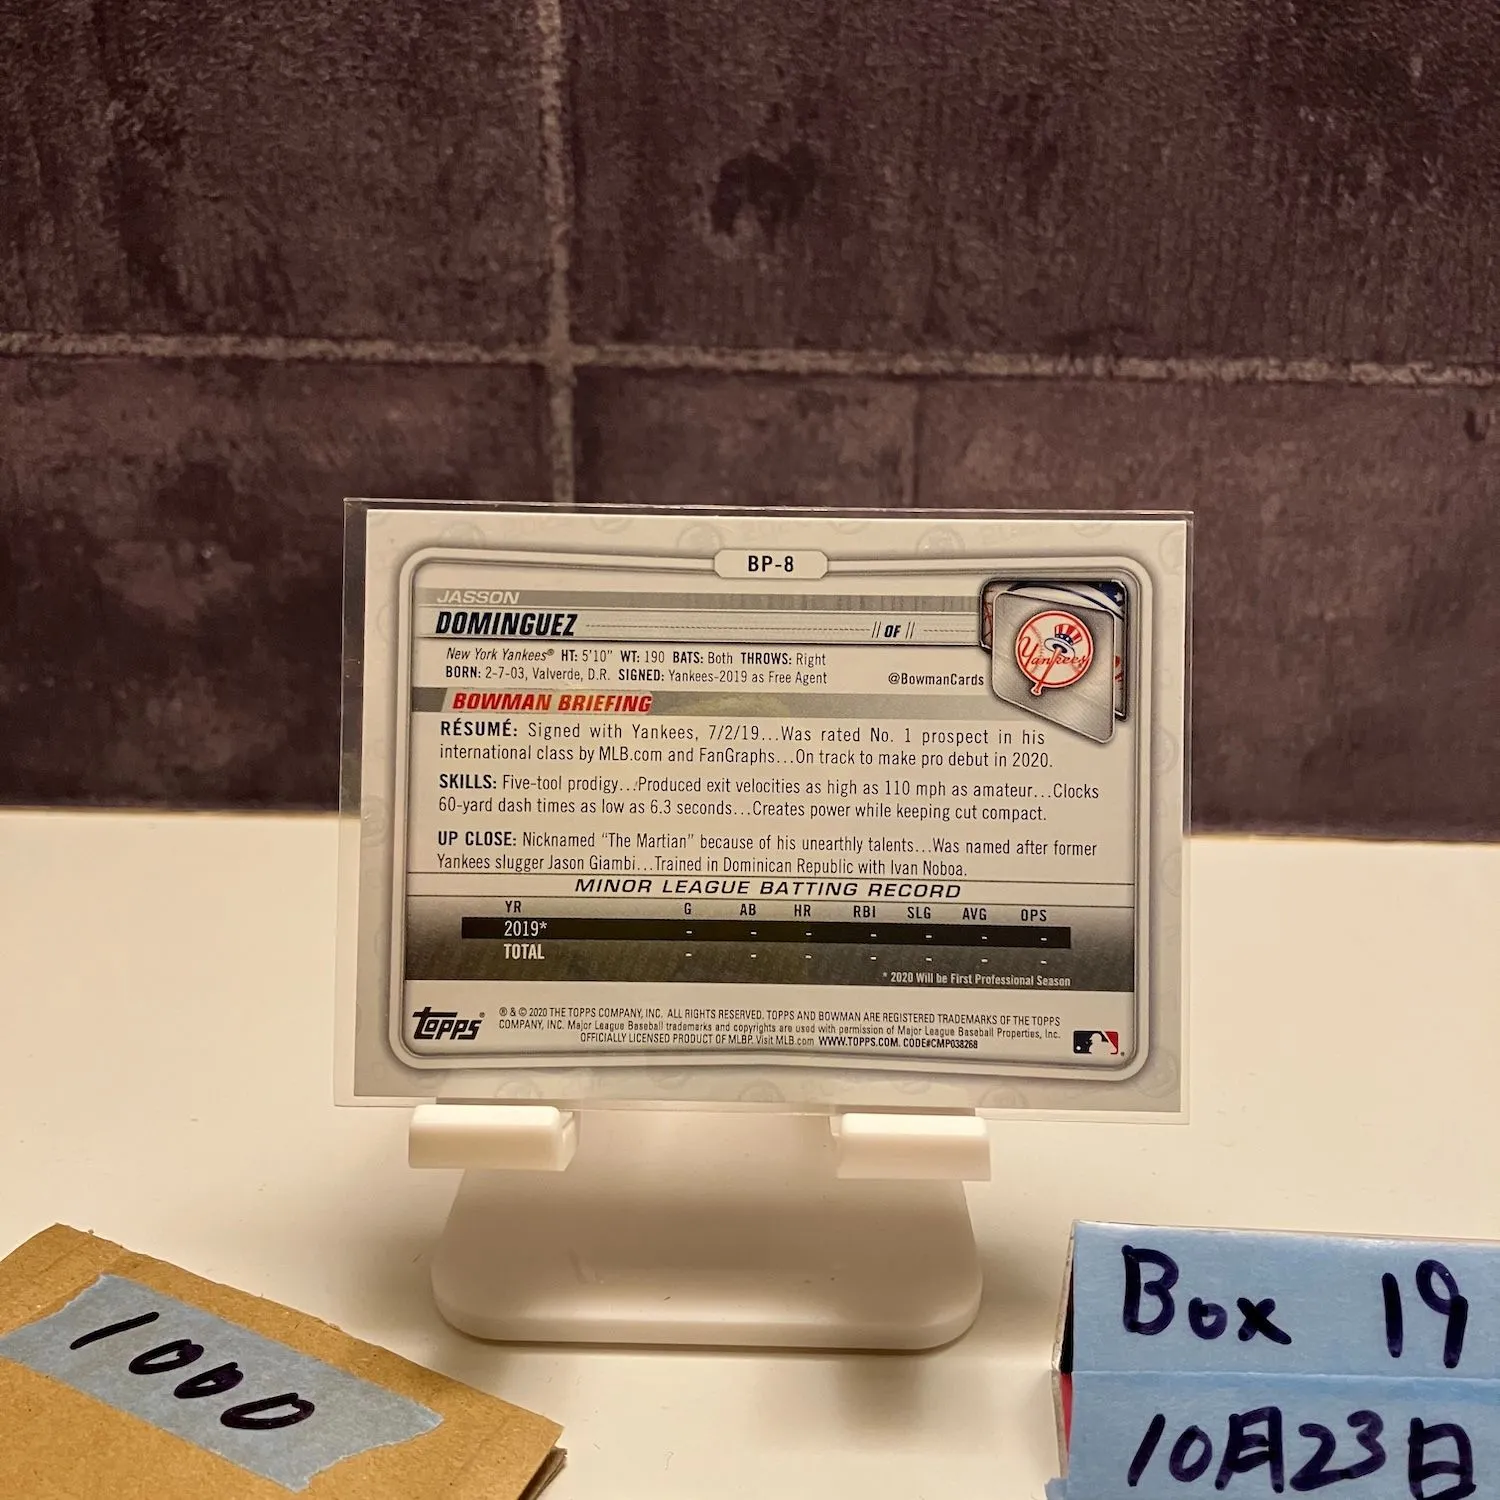 BP-8
JASSON
DOMINGUEZ
// OF //
New York Yankees® HT: 5'10" WT: 190 BATS: Both THROWS: Right
BORN: 2-7-03, Valverde, D.R. SIGNED: Yankees-2019 as Free Agent
@BowmanCards
Yankees
BOWMAN BRIEFING
RÉSUMÉ: Signed with Yankees, 7/2/19...Was rated No. 1 prospect in his
international class by MLB.com and FanGraphs...On track to make pro debut in 2020.
SKILLS: Five-tool prodigy...Produced exit velocities as high as 110 mph as amateur...Clocks
60-yard dash times as low as 6.3 seconds...Creates power while keeping cut compact.
UP CLOSE: Nicknamed "The Martian" because of his unearthly talents...Was named after former
Yankees slugger Jason Giambi...Trained in Dominican Republic with Ivan Noboa.
MINOR LEAGUE BATTING RECORD
YR G AB HR RBI SLG AVG OPS
2019* - - - - - - -
TOTAL - - - - - - -
* 2020 Will be First Professional Season
topps®
® & © 2020 THE TOPPS COMPANY, INC. ALL RIGHTS RESERVED. TOPPS AND BOWMAN ARE REGISTERED TRADEMARKS OF THE TOPPS
COMPANY, INC. Major League Baseball trademarks and copyrights are used with permission of Major League Baseball Properties, Inc.
OFFICIALLY LICENSED PRODUCT OF MLBP. Visit MLB.com WWW.TOPPS.COM. CODE#CMP038268
1000
Box 19
10月23日